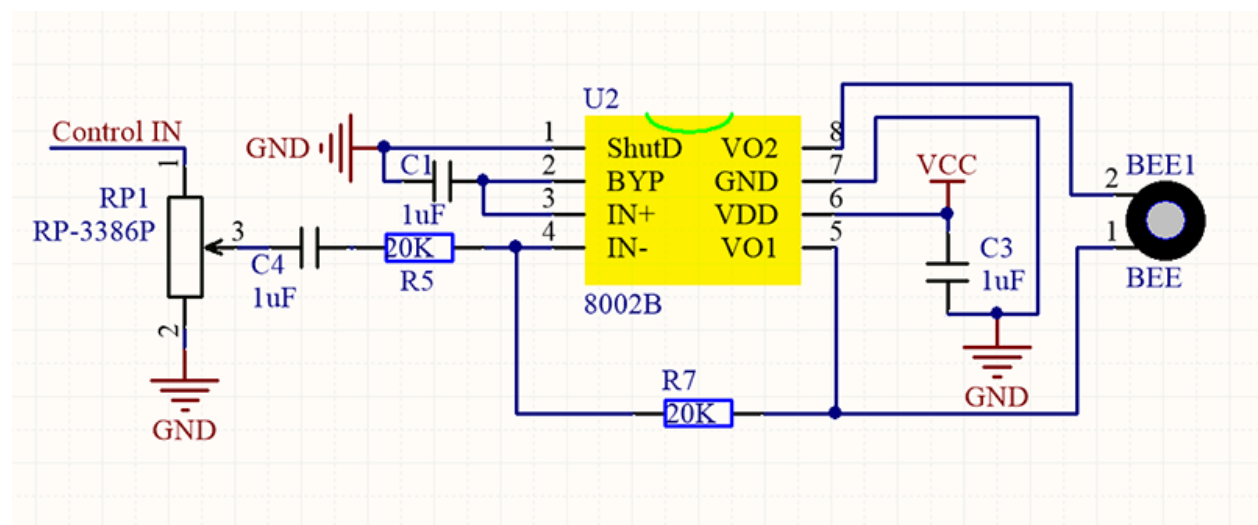 Control IN
1
RP1
RP-3386P
3
2
GND
C4
1uF
20K
R5
GND
C1
1uF
U2
1
2
3
4
ShutD
BYP
IN+
IN-
VO2
GND
VDD
VO1
8
7
6
5
8002B
R7
20K
VCC
C3
1uF
GND
BEE1
2
1
BEE